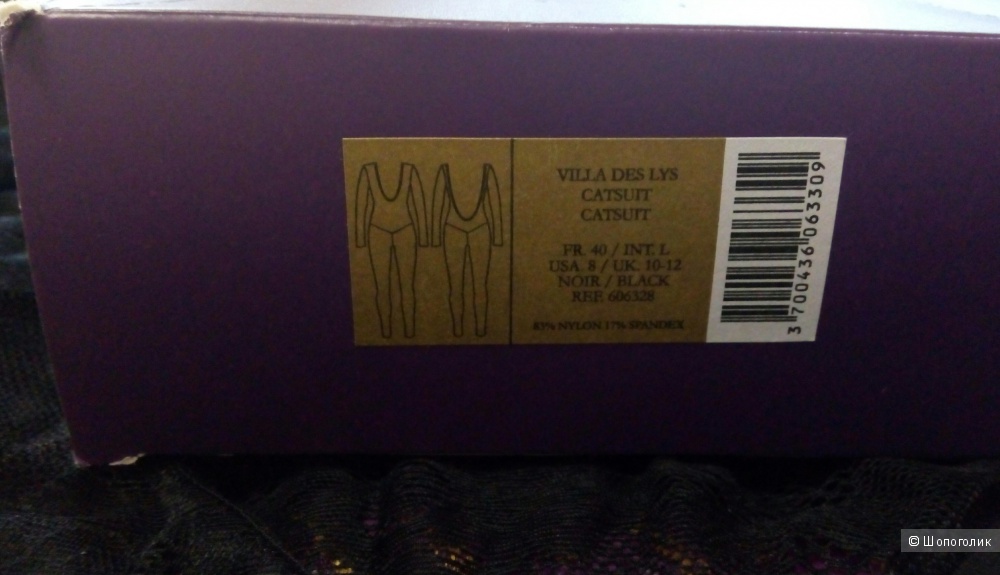 VILLA DES LYS
CATSUIT
CATSUIT
FR. 40 / INT. L
USA. 8 / UK. 10-12
NOIR / BLACK
REF. 606328
83% NYLON 17% SPANDEX
3 700436 063309
© Шопоголик